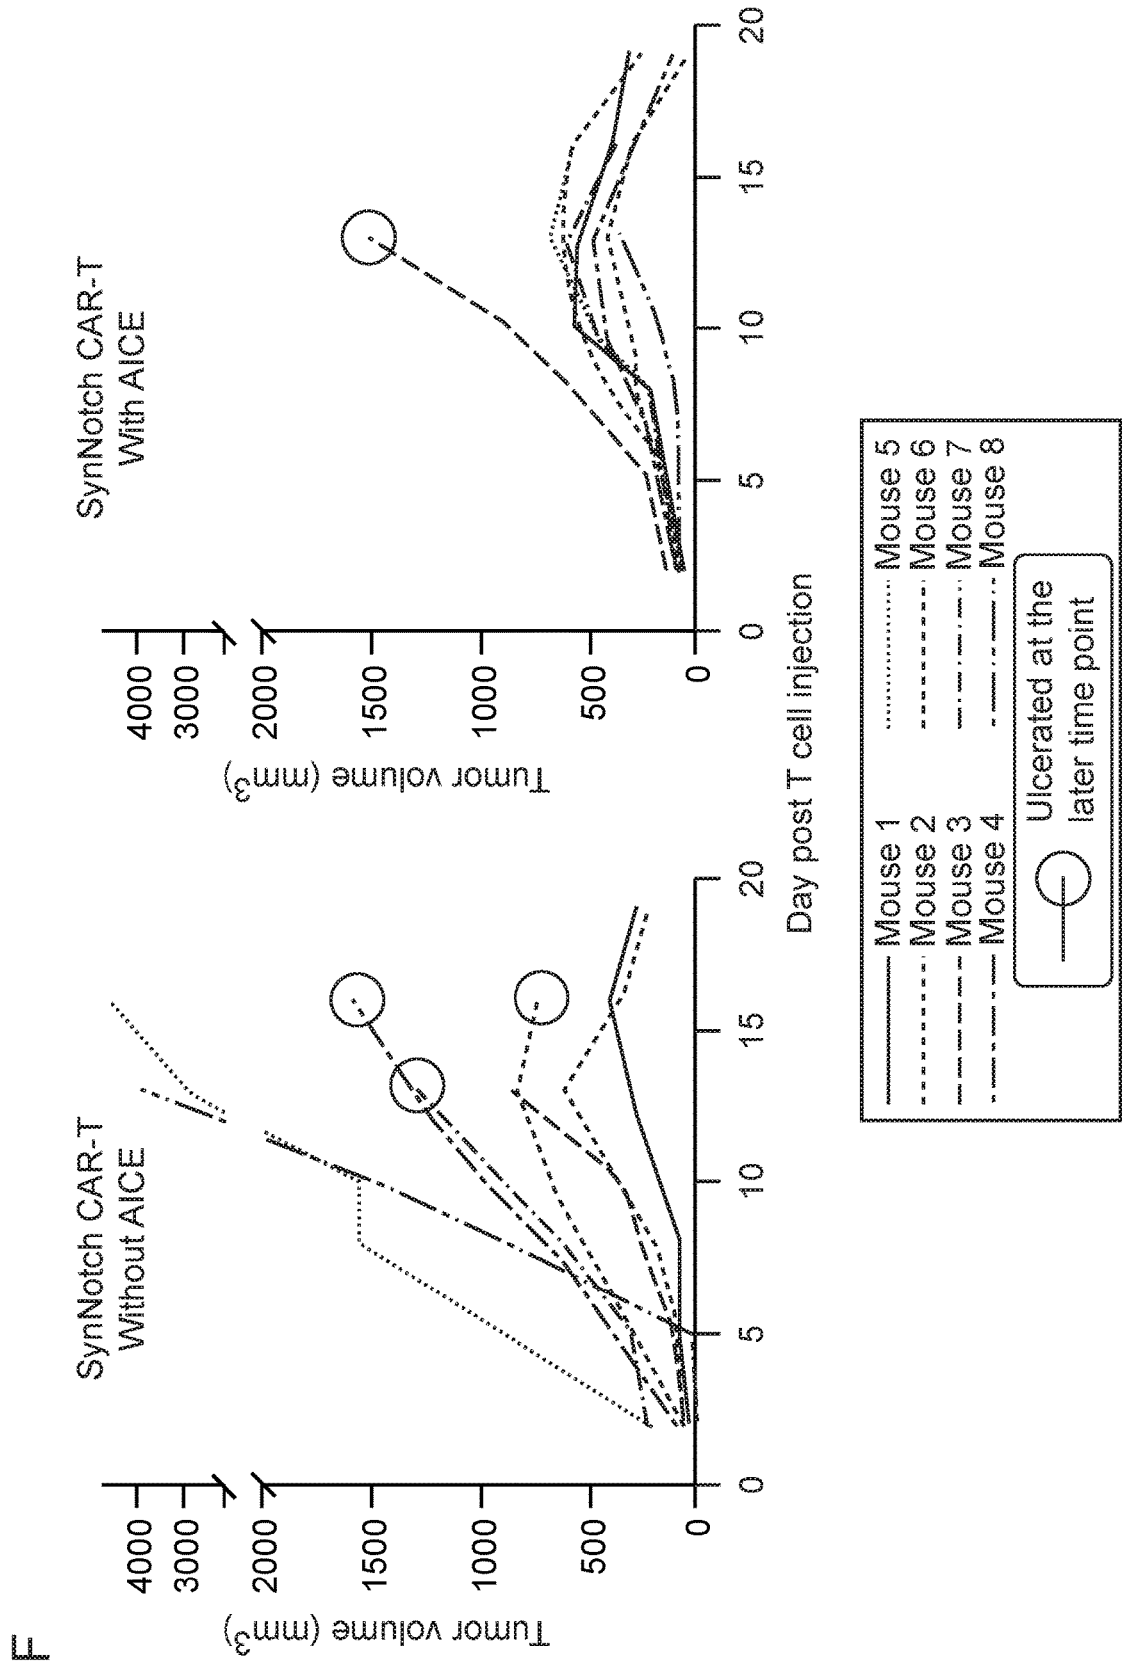 F
SynNotch CAR-T
Without AICE
Tumor volume (mm3)
4000
3000
2000
1500
1000
500
0
0
5
10
15
20
SynNotch CAR-T
With AICE
Tumor volume (mm3)
4000
3000
2000
1500
1000
500
0
0
5
10
15
20
Day post T cell injection
Mouse 1
Mouse 2
Mouse 3
Mouse 4
Mouse 5
Mouse 6
Mouse 7
Mouse 8
Ulcerated at the
later time point